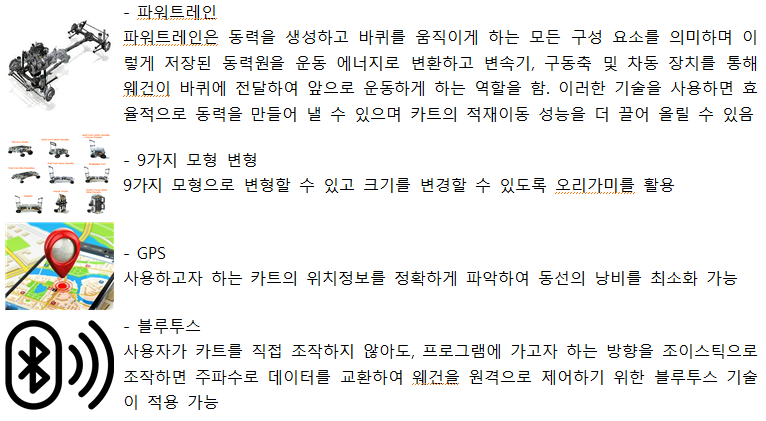 - 파워트레인
파워트레인은 동력을 생성하고 바퀴를 움직이게 하는 모든 구성 요소를 의미하며 이
렇게 저장된 동력원을 운동 에너지로 변환하고 변속기, 구동축 및 차동 장치를 통해
웨건이 바퀴에 전달하여 앞으로 운동하게 하는 역할을 함. 이러한 기술을 사용하면 효
율적으로 동력을 만들어 낼 수 있으며 카트의 적재이동 성능을 더 끌어 올릴 수 있음
- 9가지 모형 변형
9가지 모형으로 변형할 수 있고 크기를 변경할 수 있도록 오리가미를 활용
- GPS
사용하고자 하는 카트의 위치정보를 정확하게 파악하여 동선의 낭비를 최소화 가능
- 블루투스
사용자가 카트를 직접 조작하지 않아도, 프로그램에 가고자 하는 방향을 조이스틱으로
조작하면 주파수로 데이터를 교환하여 웨건을 원격으로 제어하기 위한 블루투스 기술
이 적용 가능